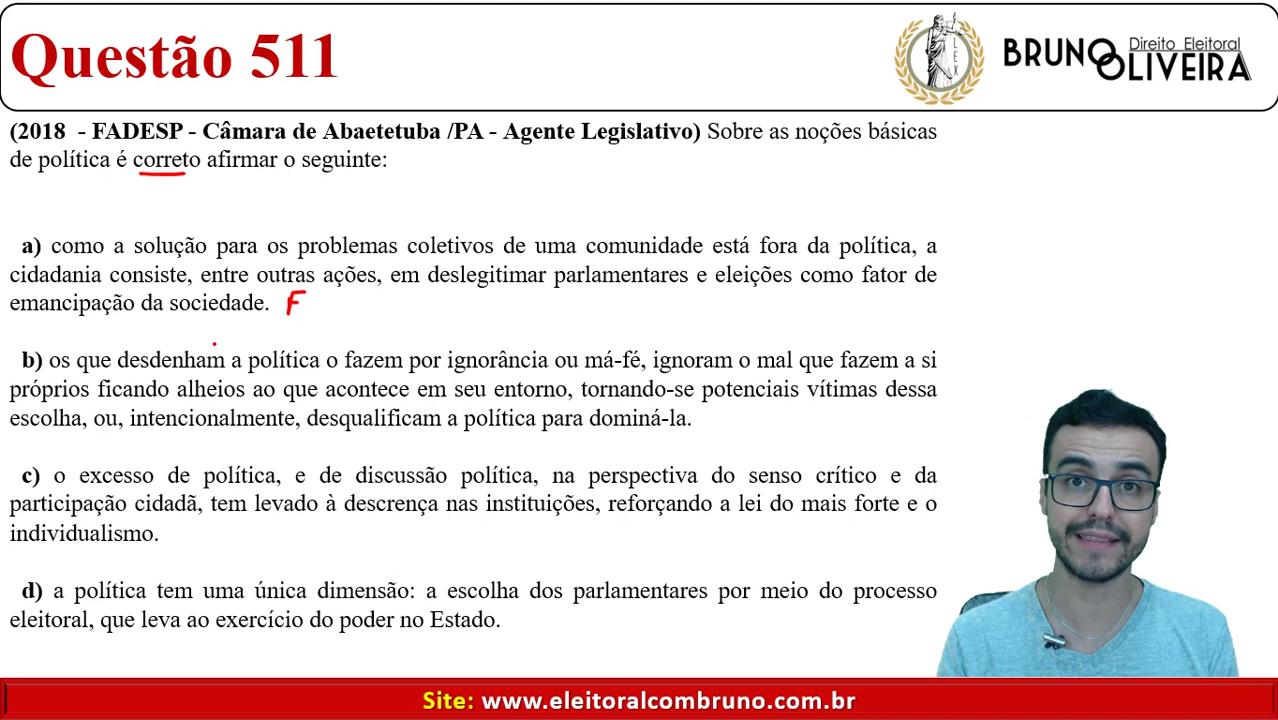 Questão 511
LEX
BRUNO Direito Eleitoral
OLIVEIRA
(2018 - FADESP - Câmara de Abaetetuba /PA - Agente Legislativo) Sobre as noções básicas
de política é correto afirmar o seguinte:
a) como a solução para os problemas coletivos de uma comunidade está fora da política, a
cidadania consiste, entre outras ações, em deslegitimar parlamentares e eleições como fator de
emancipação da sociedade. F
b) os que desdenham a política o fazem por ignorância ou má-fé, ignoram o mal que fazem a si
próprios ficando alheios ao que acontece em seu entorno, tornando-se potenciais vítimas dessa
escolha, ou, intencionalmente, desqualificam a política para dominá-la.
c) o excesso de política, e de discussão política, na perspectiva do senso crítico e da
participação cidadã, tem levado à descrença nas instituições, reforçando a lei do mais forte e o
individualismo.
d) a política tem uma única dimensão: a escolha dos parlamentares por meio do processo
eleitoral, que leva ao exercício do poder no Estado.
Site: www.eleitoralcombruno.com.br